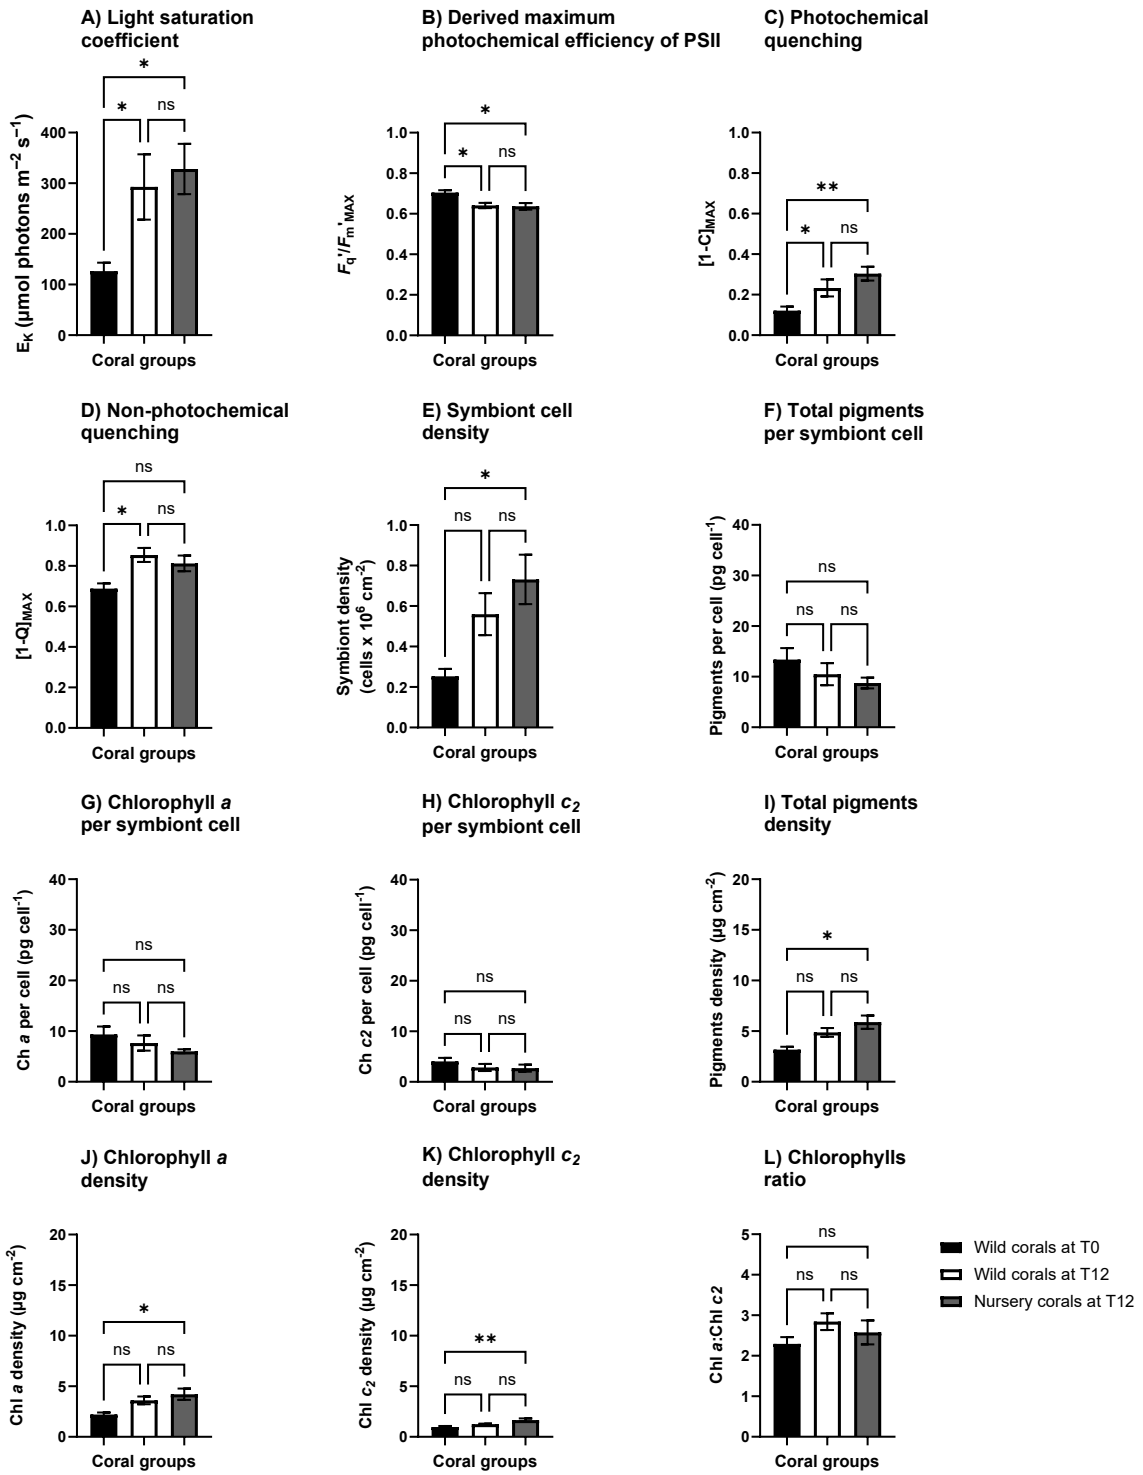 A) Light saturation
coefficient
*
*
ns
400
300
200
100
0
E_K (µmol photons m⁻² s⁻¹)
Coral groups
B) Derived maximum
photochemical efficiency of PSII
*
*
ns
1.0
0.8
0.6
0.4
0.2
0.0
F_q'/F_m'_MAX
Coral groups
C) Photochemical
quenching
**
*
ns
1.0
0.8
0.6
0.4
0.2
0.0
[1-C]_MAX
Coral groups
D) Non-photochemical
quenching
ns
*
ns
1.0
0.8
0.6
0.4
0.2
0.0
[1-Q]_MAX
Coral groups
E) Symbiont cell
density
*
ns
ns
1.0
0.8
0.6
0.4
0.2
0.0
Symbiont density
(cells x 10⁶ cm⁻²)
Coral groups
F) Total pigments
per symbiont cell
ns
ns
ns
40
30
20
10
0
Pigments per cell (pg cell⁻¹)
Coral groups
G) Chlorophyll a
per symbiont cell
ns
ns
ns
40
30
20
10
0
Ch a per cell (pg cell⁻¹)
Coral groups
H) Chlorophyll c₂
per symbiont cell
ns
ns
ns
40
30
20
10
0
Ch c2 per cell (pg cell⁻¹)
Coral groups
I) Total pigments
density
*
ns
ns
20
15
10
5
0
Pigments density (µg cm⁻²)
Coral groups
J) Chlorophyll a
density
*
ns
ns
20
15
10
5
0
Chl a density (µg cm⁻²)
Coral groups
K) Chlorophyll c₂
density
**
ns
ns
20
15
10
5
0
Chl c₂ density (µg cm⁻²)
Coral groups
L) Chlorophylls
ratio
ns
ns
ns
5
4
3
2
1
0
Chl a:Chl c2
Coral groups
Wild corals at T0
Wild corals at T12
Nursery corals at T12